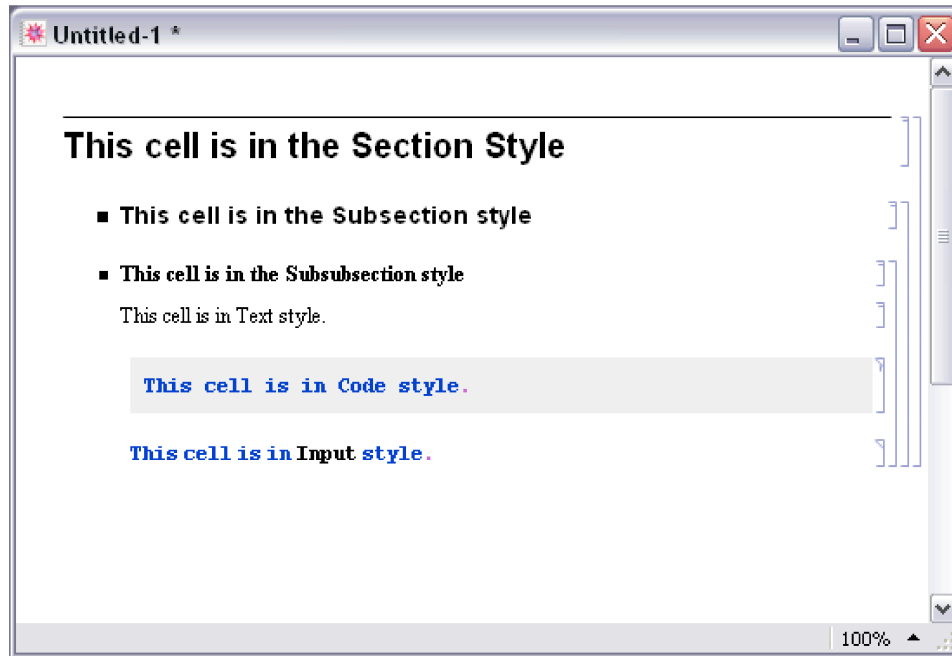 Untitled-1 *
This cell is in the Section Style
This cell is in the Subsection style
This cell is in the Subsubsection style
This cell is in Text style.
This cell is in Code style.
This cell is in Input style.
100%